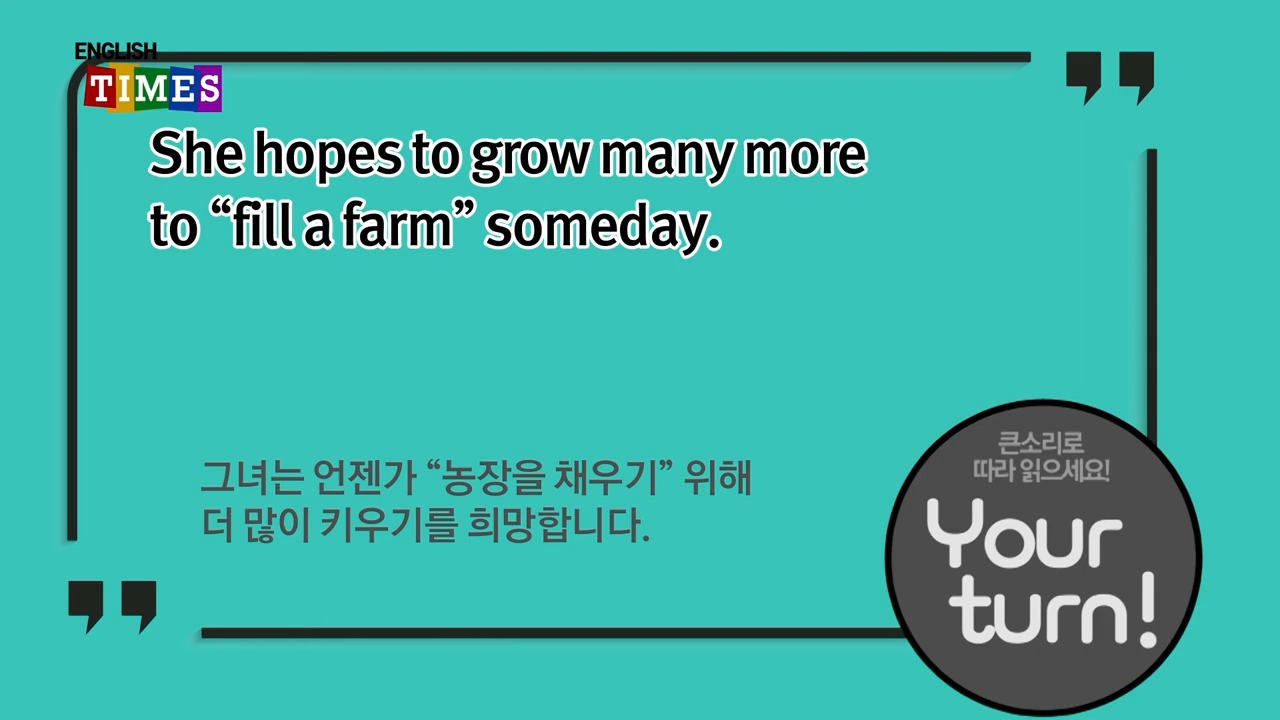 ENGLISH
TIMES
She hopes to grow many more
to “fill a farm” someday.
그녀는 언젠가 “농장을 채우기” 위해
더 많이 키우기를 희망합니다.
큰소리로
따라 읽으세요!
Your
turn!